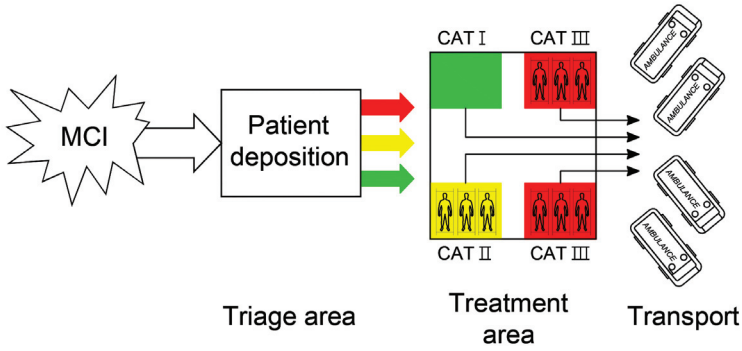 CAT Ⅰ
CAT Ⅲ
AMBULANCE
AMBULANCE
MCI
Patient
deposition
AMBULANCE
AMBULANCE
CAT Ⅱ
CAT Ⅲ
Triage area
Treatment
area
Transport